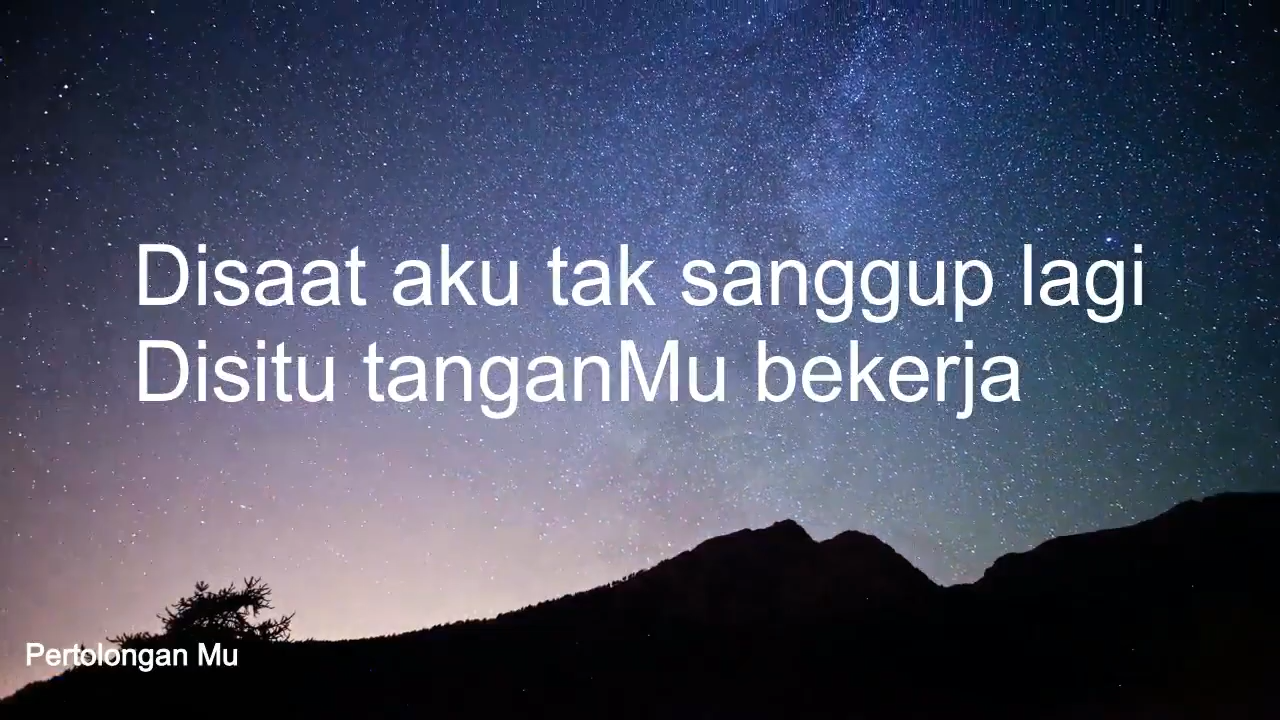 Disaat aku tak sanggup lagi
Disitu tanganMu bekerja
Pertolongan Mu